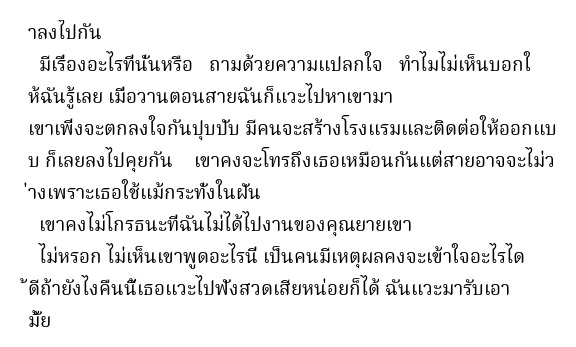 าลงไปกัน
มีเรื่องอะไรที่นั่นหรือ ถามด้วยความแปลกใจ ทำไมไม่เห็นบอกใ
ห้ฉันรู้เลย เมื่อวานตอนสายฉันก็แวะไปหาเขามา
เขาเพิ่งจะตกลงใจกันปุบปับ มีคนจะสร้างโรงแรมและติดต่อให้ออกแบ
บ ก็เลยลงไปคุยกัน เขาคงจะโทรถึงเธอเหมือนกันแต่สายอาจจะไม่ว
่างเพราะเธอใช้แม้กระทั่งในฝัน
เขาคงไม่โกรธนะที่ฉันไม่ได้ไปงานของคุณยายเขา
ไม่หรอก ไม่เห็นเขาพูดอะไรนี่ เป็นคนมีเหตุผลคงจะเข้าใจอะไรได
้ดีถ้ายังไงคืนนี้เธอแวะไปฟังสวดเสียหน่อยก็ได้ ฉันแวะมารับเอา
มั้ย